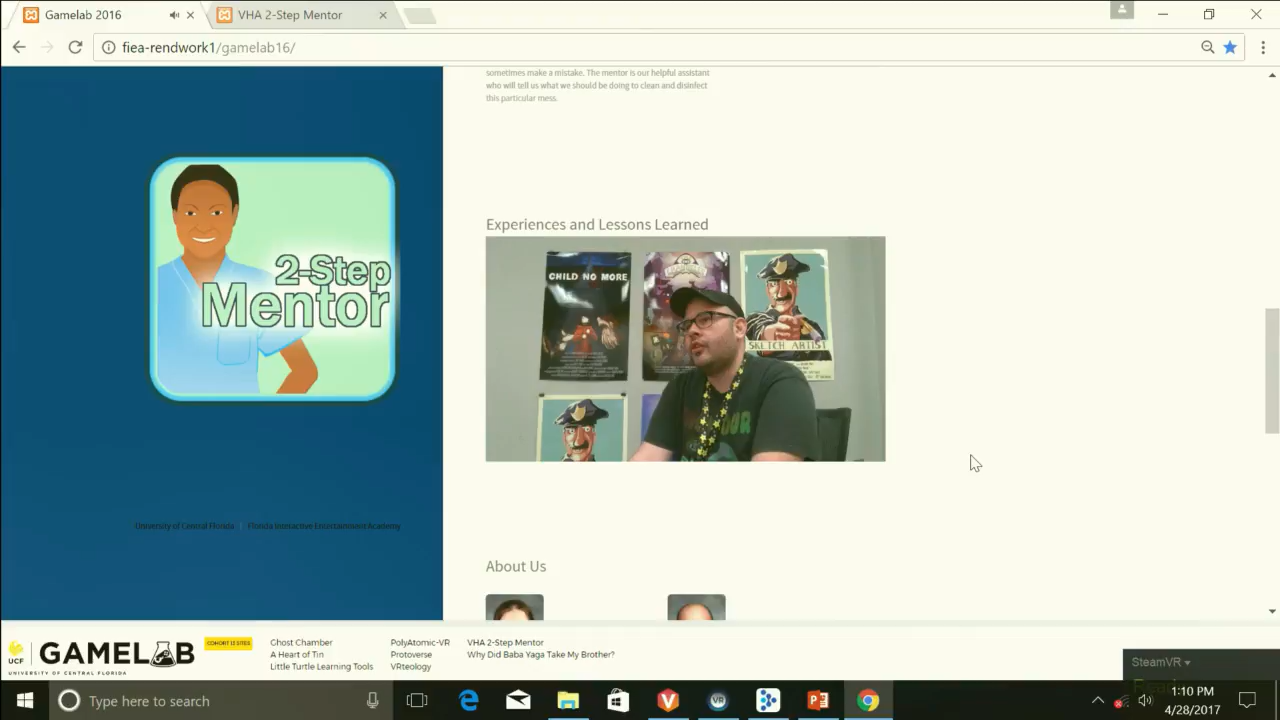 Gamelab 2016
VHA 2-Step Mentor
fiea-rendwork1/gamelab16/
sometimes make a mistake. The mentor is our helpful assistant
who will tell us what we should be doing to clean and disinfect
this particular mess.
2-Step
Mentor
University of Central Florida | Florida Interactive Entertainment Academy
Experiences and Lessons Learned
CHILD NO MORE
SKETCH ARTIST
About Us
UCF
GAMELAB
UNIVERSITY OF CENTRAL FLORIDA
COHORT 13 SITES
Ghost Chamber
A Heart of Tin
Little Turtle Learning Tools
PolyAtomic-VR
Protoverse
VRteology
VHA 2-Step Mentor
Why Did Baba Yaga Take My Brother?
SteamVR
Type here to search
1:10 PM
4/28/2017